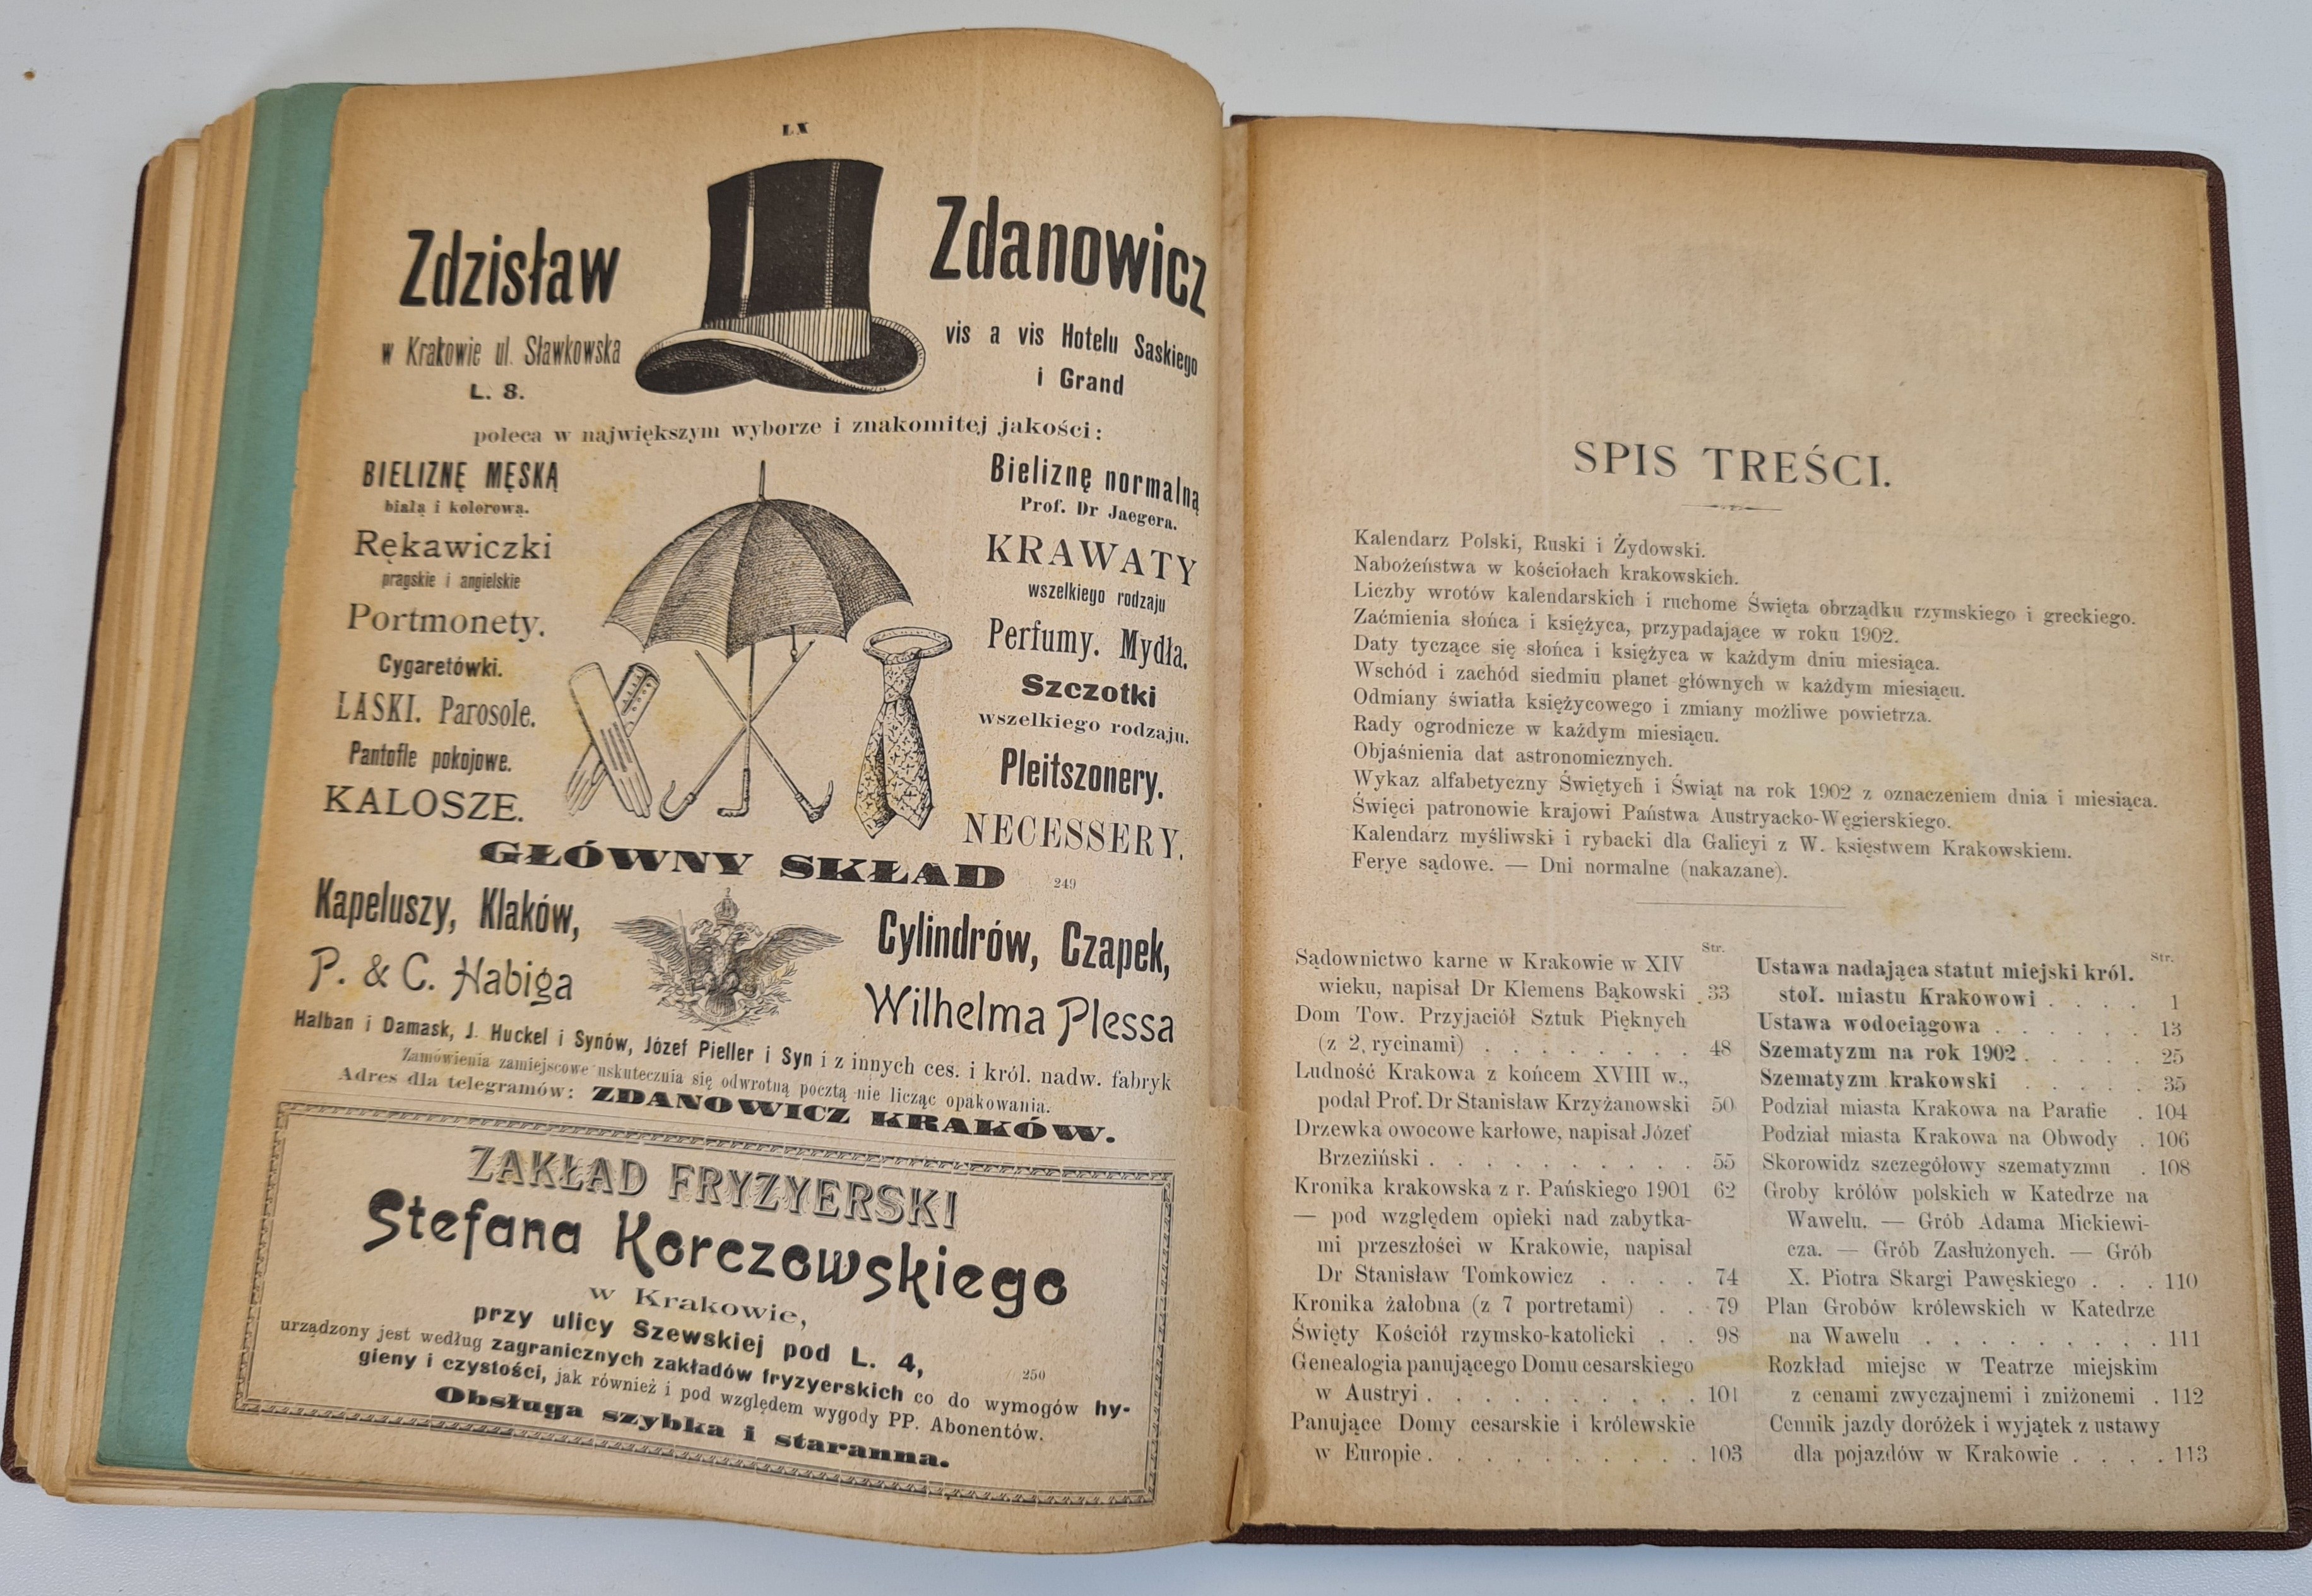 LX
Zdzisław
w Krakowie ul. Sławkowska
L. 8.
Zdanowicz
vis a vis Hotelu Saskiego
i Grand
poleca w największym wyborze i znakomitej jakości:
BIELIZNĘ MĘSKĄ
białą i kolorową.
Rękawiczki
pragskie i angielskie
Portmonety.
Cygaretówki.
LASKI. Parosole.
Pantofle pokojowe.
KALOSZE.
Bieliznę normalną
Prof. Dr Jaegera.
KRAWATY
wszelkiego rodzaju
Perfumy. Mydła.
Szczotki
wszelkiego rodzaju.
Pleitszonery.
NECESSERY.
GŁÓWNY SKŁAD
249
Kapeluszy, Klaków,
P. & C. Habiga
Cylindrów, Czapek,
Wilhelma Plessa
Halban i Damask, J. Huckel i Synów, Józef Pieller i Syn i z innych ces. i król. nadw. fabryk
Zamówienia zamiejscowe uskutecznia się odwrotną pocztą nie licząc opakowania.
Adres dla telegramów: ZDANOWICZ KRAKÓW.
ZAKŁAD FRYZYERSKI
Stefana Korczowskiego
w Krakowie,
przy ulicy Szewskiej pod L. 4,
250
urządzony jest według zagranicznych zakładów fryzyerskich co do wymogów hy-
gieny i czystości, jak również i pod względem wygody PP. Abonentów.
Obsługa szybka i staranna.
SPIS TREŚCI.
Kalendarz Polski, Ruski i Żydowski.
Nabożeństwa w kościołach krakowskich.
Liczby wrotów kalendarskich i ruchome Święta obrządku rzymskiego i greckiego.
Zaćmienia słońca i księżyca, przypadające w roku 1902.
Daty tyczące się słońca i księżyca w każdym dniu miesiąca.
Wschód i zachód siedmiu planet głównych w każdym miesiącu.
Odmiany światła księżycowego i zmiany możliwe powietrza.
Rady ogrodnicze w każdym miesiącu.
Objaśnienia dat astronomicznych.
Wykaz alfabetyczny Świętych i Świąt na rok 1902 z oznaczeniem dnia i miesiąca.
Święci patronowie krajowi Państwa Austryacko-Węgierskiego.
Kalendarz myśliwski i rybacki dla Galicyi z W. księstwem Krakowskiem.
Ferye sądowe. — Dni normalne (nakazane).
Str.
Sądownictwo karne w Krakowie w XIV
wieku, napisał Dr Klemens Bąkowski . 33
Dom Tow. Przyjaciół Sztuk Pięknych
(z 2 rycinami) . . . . . . . . 48
Ludność Krakowa z końcem XVIII w.,
podał Prof. Dr Stanisław Krzyżanowski 50
Drzewka owocowe karłowe, napisał Józef
Brzeziński . . . . . . . . . . 55
Kronika krakowska z r. Pańskiego 1901 62
— pod względem opieki nad zabytka-
mi przeszłości w Krakowie, napisał
Dr Stanisław Tomkowicz . . . . 74
Kronika żałobna (z 7 portretami) . . 79
Święty Kościół rzymsko-katolicki . . 98
Genealogia panującego Domu cesarskiego
w Austryi . . . . . . . . . . 101
Panujące Domy cesarskie i królewskie
w Europie . . . . . . . . . . 103
Str.
Ustawa nadająca statut miejski król.
stoł. miastu Krakowowi . . . . 1
Ustawa wodociągowa . . . . . . 13
Szematyzm na rok 1902 . . . . . 25
Szematyzm krakowski . . . . . 35
Podział miasta Krakowa na Parafie . 104
Podział miasta Krakowa na Obwody . 106
Skorowidz szczegółowy szematyzmu . 108
Groby królów polskich w Katedrze na
Wawelu. — Grób Adama Mickiewi-
cza. — Grób Zasłużonych. — Grób
X. Piotra Skargi Pawęskiego . . . 110
Plan Grobów królewskich w Katedrze
na Wawelu . . . . . . . . . 111
Rozkład miejsc w Teatrze miejskim
z cenami zwyczajnemi i zniżonemi . 112
Cennik jazdy doróżek i wyjątek z ustawy
dla pojazdów w Krakowie . . . . 113